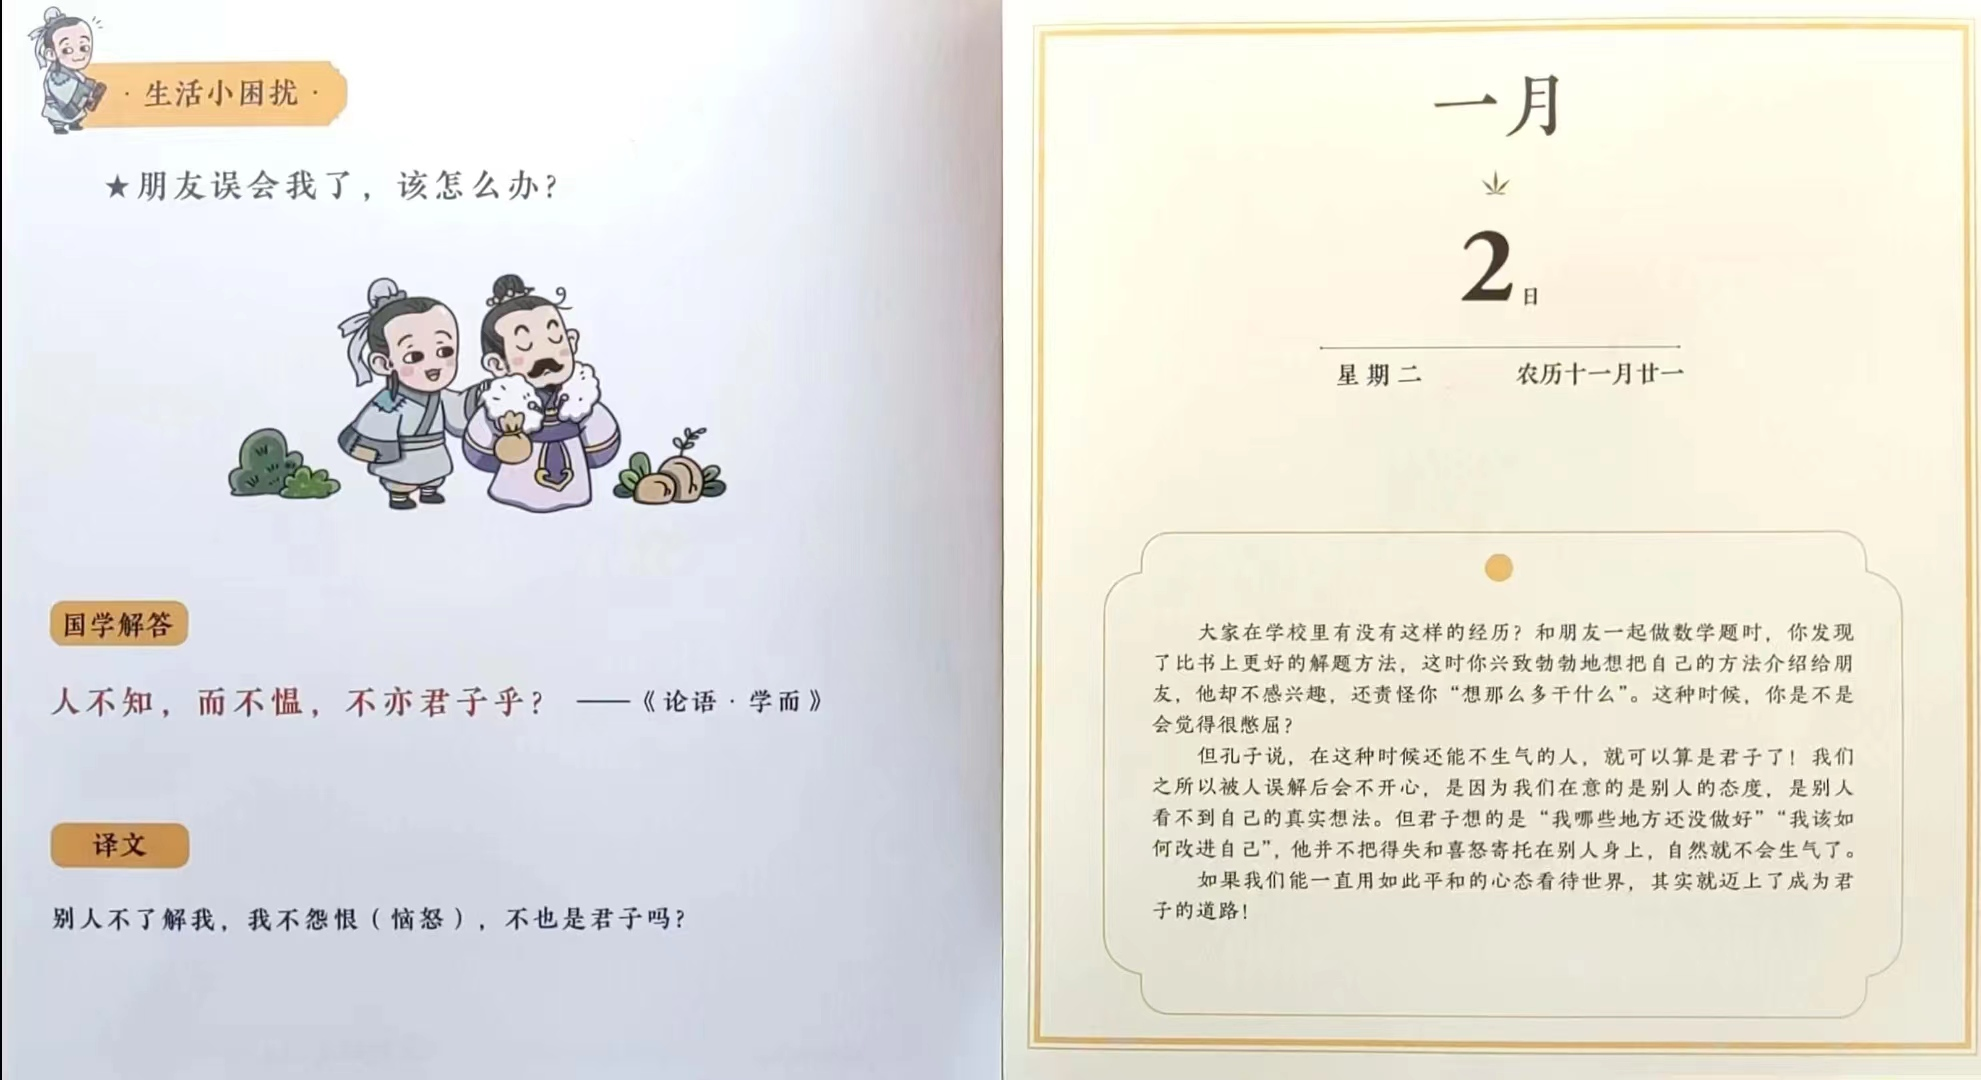 ·生活小困扰·
★朋友误会我了，该怎么办？
国学解答
人不知，而不愠，不亦君子乎？ ——《论语·学而》
译文
别人不了解我，我不怨恨（恼怒），不也是君子吗？
一月
2日
星期二 农历十一月廿一
大家在学校里有没有这样的经历？和朋友一起做数学题时，你发现
了比书上更好的解题方法，这时你兴致勃勃地想把自己的方法介绍给朋
友，他却不感兴趣，还责怪你“想那么多干什么”。这种时候，你是不是
会觉得很憋屈？
但孔子说，在这种时候还能不生气的人，就可以算是君子了！我们
之所以被人误解后会不开心，是因为我们在意的是别人的态度，是别人
看不到自己的真实想法。但君子想的是“我哪些地方还没做好”“我该如
何改进自己”，他并不把得失和喜怒寄托在别人身上，自然就不会生气了。
如果我们能一直用如此平和的心态看待世界，其实就迈上了成为君
子的道路！